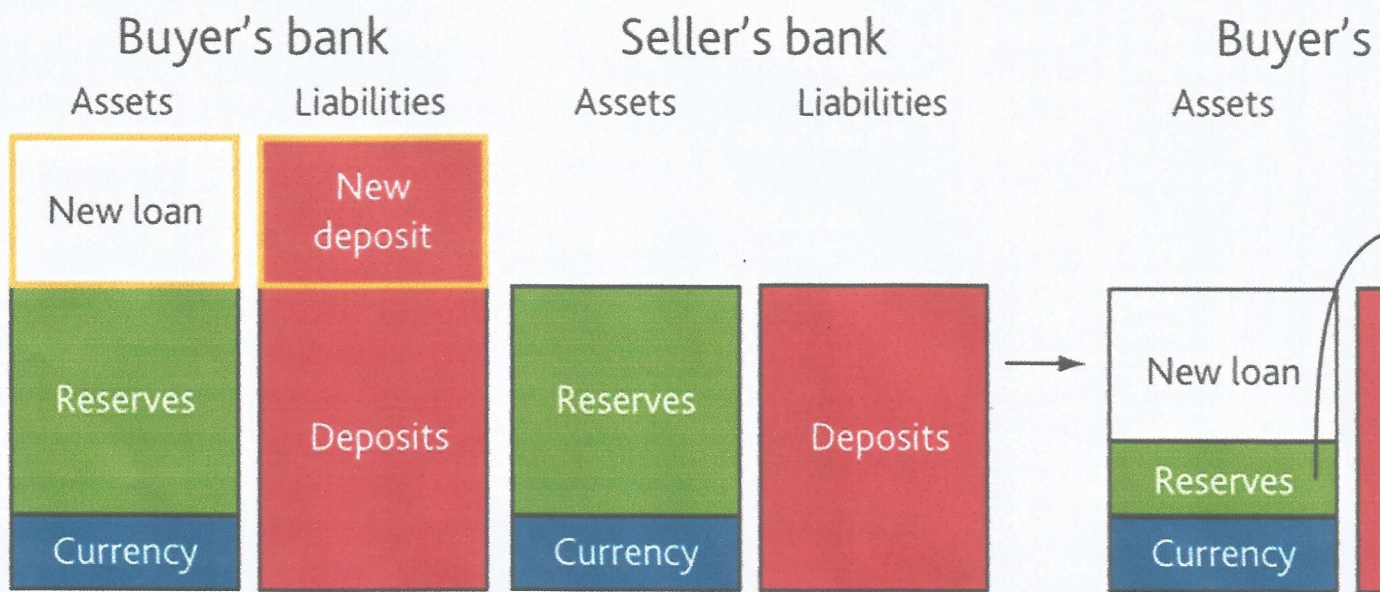 Buyer's bank
Assets
Liabilities
New loan
New
deposit
Reserves
Deposits
Currency
Seller's bank
Assets
Liabilities
Reserves
Deposits
Currency
Buyer's
Assets
New loan
Reserves
Currency